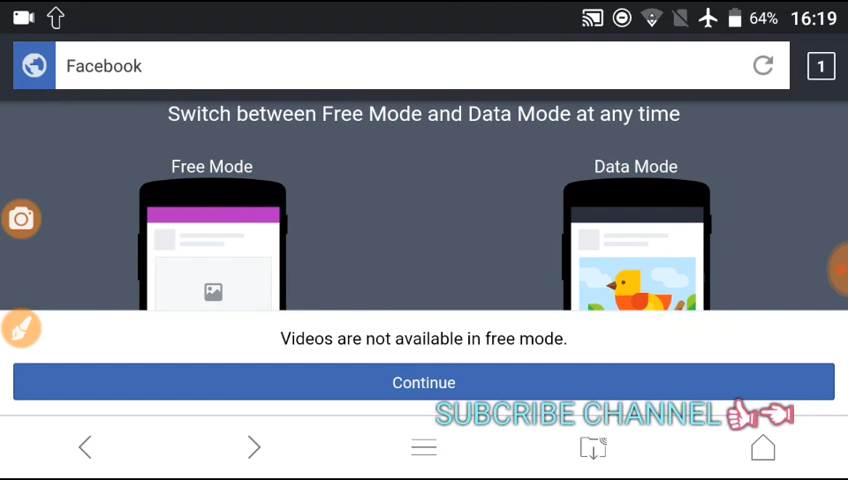 64% 16:19
Facebook
1
Switch between Free Mode and Data Mode at any time
Free Mode
Data Mode
Videos are not available in free mode.
Continue
SUBCRIBE CHANNEL